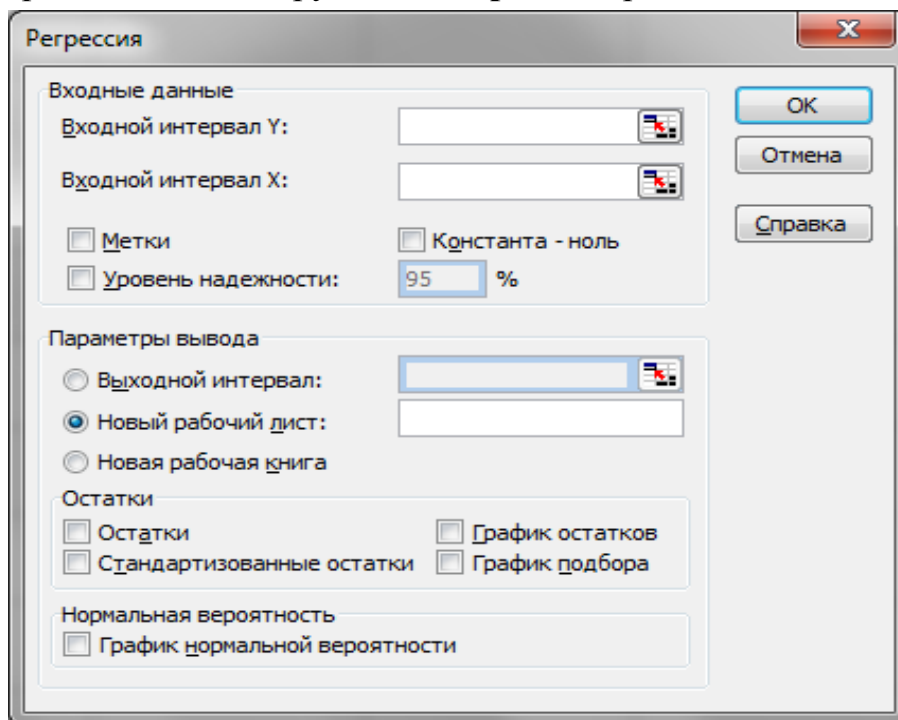 Регрессия
Входные данные
Входной интервал Y:
Входной интервал X:
Метки
Константа - ноль
Уровень надежности:
95 %
ОК
Отмена
Справка
Параметры вывода
Выходной интервал:
Новый рабочий лист:
Новая рабочая книга
Остатки
Остатки
График остатков
Стандартизованные остатки
График подбора
Нормальная вероятность
График нормальной вероятности